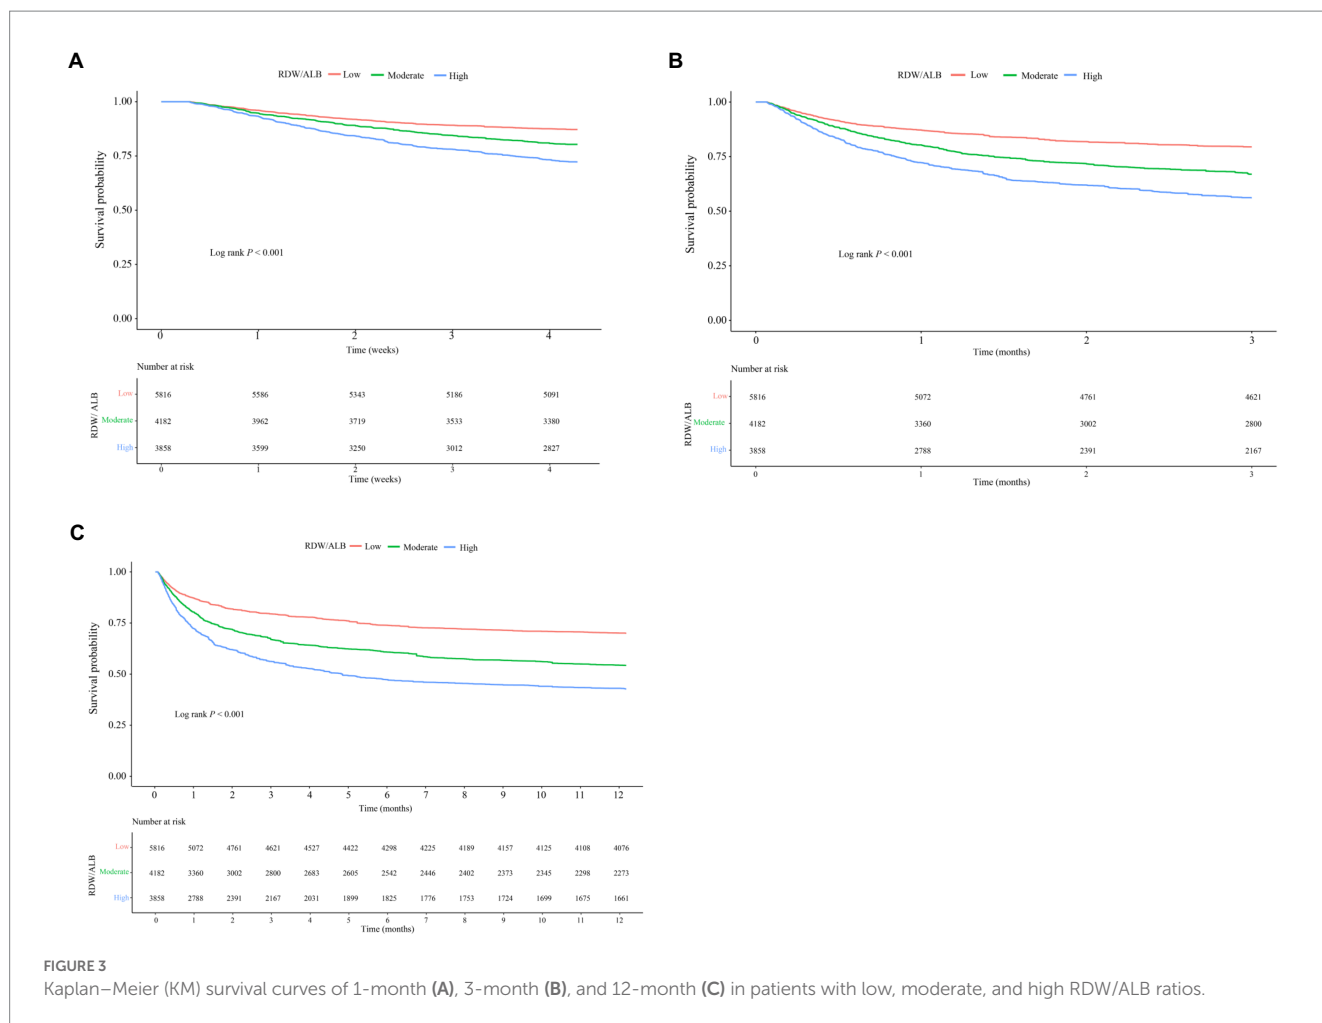 A
RDW/ALB Low Moderate High
1.00
0.75
0.50
0.25
0.00
Survival probability
Log rank P < 0.001
0 1 2 3 4
Time (weeks)
Number at risk
RDW/ ALB
Low 5816 5586 5343 5186 5091
Moderate 4182 3962 3719 3533 3380
High 3858 3599 3250 3012 2827
0 1 2 3 4
Time (weeks)
B
RDW/ALB Low Moderate High
1.00
0.75
0.50
0.25
0.00
Survival probability
Log rank P < 0.001
0 1 2 3
Time (months)
Number at risk
RDW/ALB
Low 5816 5072 4761 4621
Moderate 4182 3360 3002 2800
High 3858 2788 2391 2167
0 1 2 3
Time (months)
C
RDW/ALB Low Moderate High
1.00
0.75
0.50
0.25
0.00
Survival probability
Log rank P < 0.001
0 1 2 3 4 5 6 7 8 9 10 11 12
Time (months)
Number at risk
RDW/ALB
Low 5816 5072 4761 4621 4527 4422 4298 4225 4189 4157 4125 4108 4076
Moderate 4182 3360 3002 2800 2683 2605 2542 2446 2402 2373 2345 2298 2273
High 3858 2788 2391 2167 2031 1899 1825 1776 1753 1724 1699 1675 1661
0 1 2 3 4 5 6 7 8 9 10 11 12
Time (months)
FIGURE 3
Kaplan–Meier (KM) survival curves of 1-month (A), 3-month (B), and 12-month (C) in patients with low, moderate, and high RDW/ALB ratios.